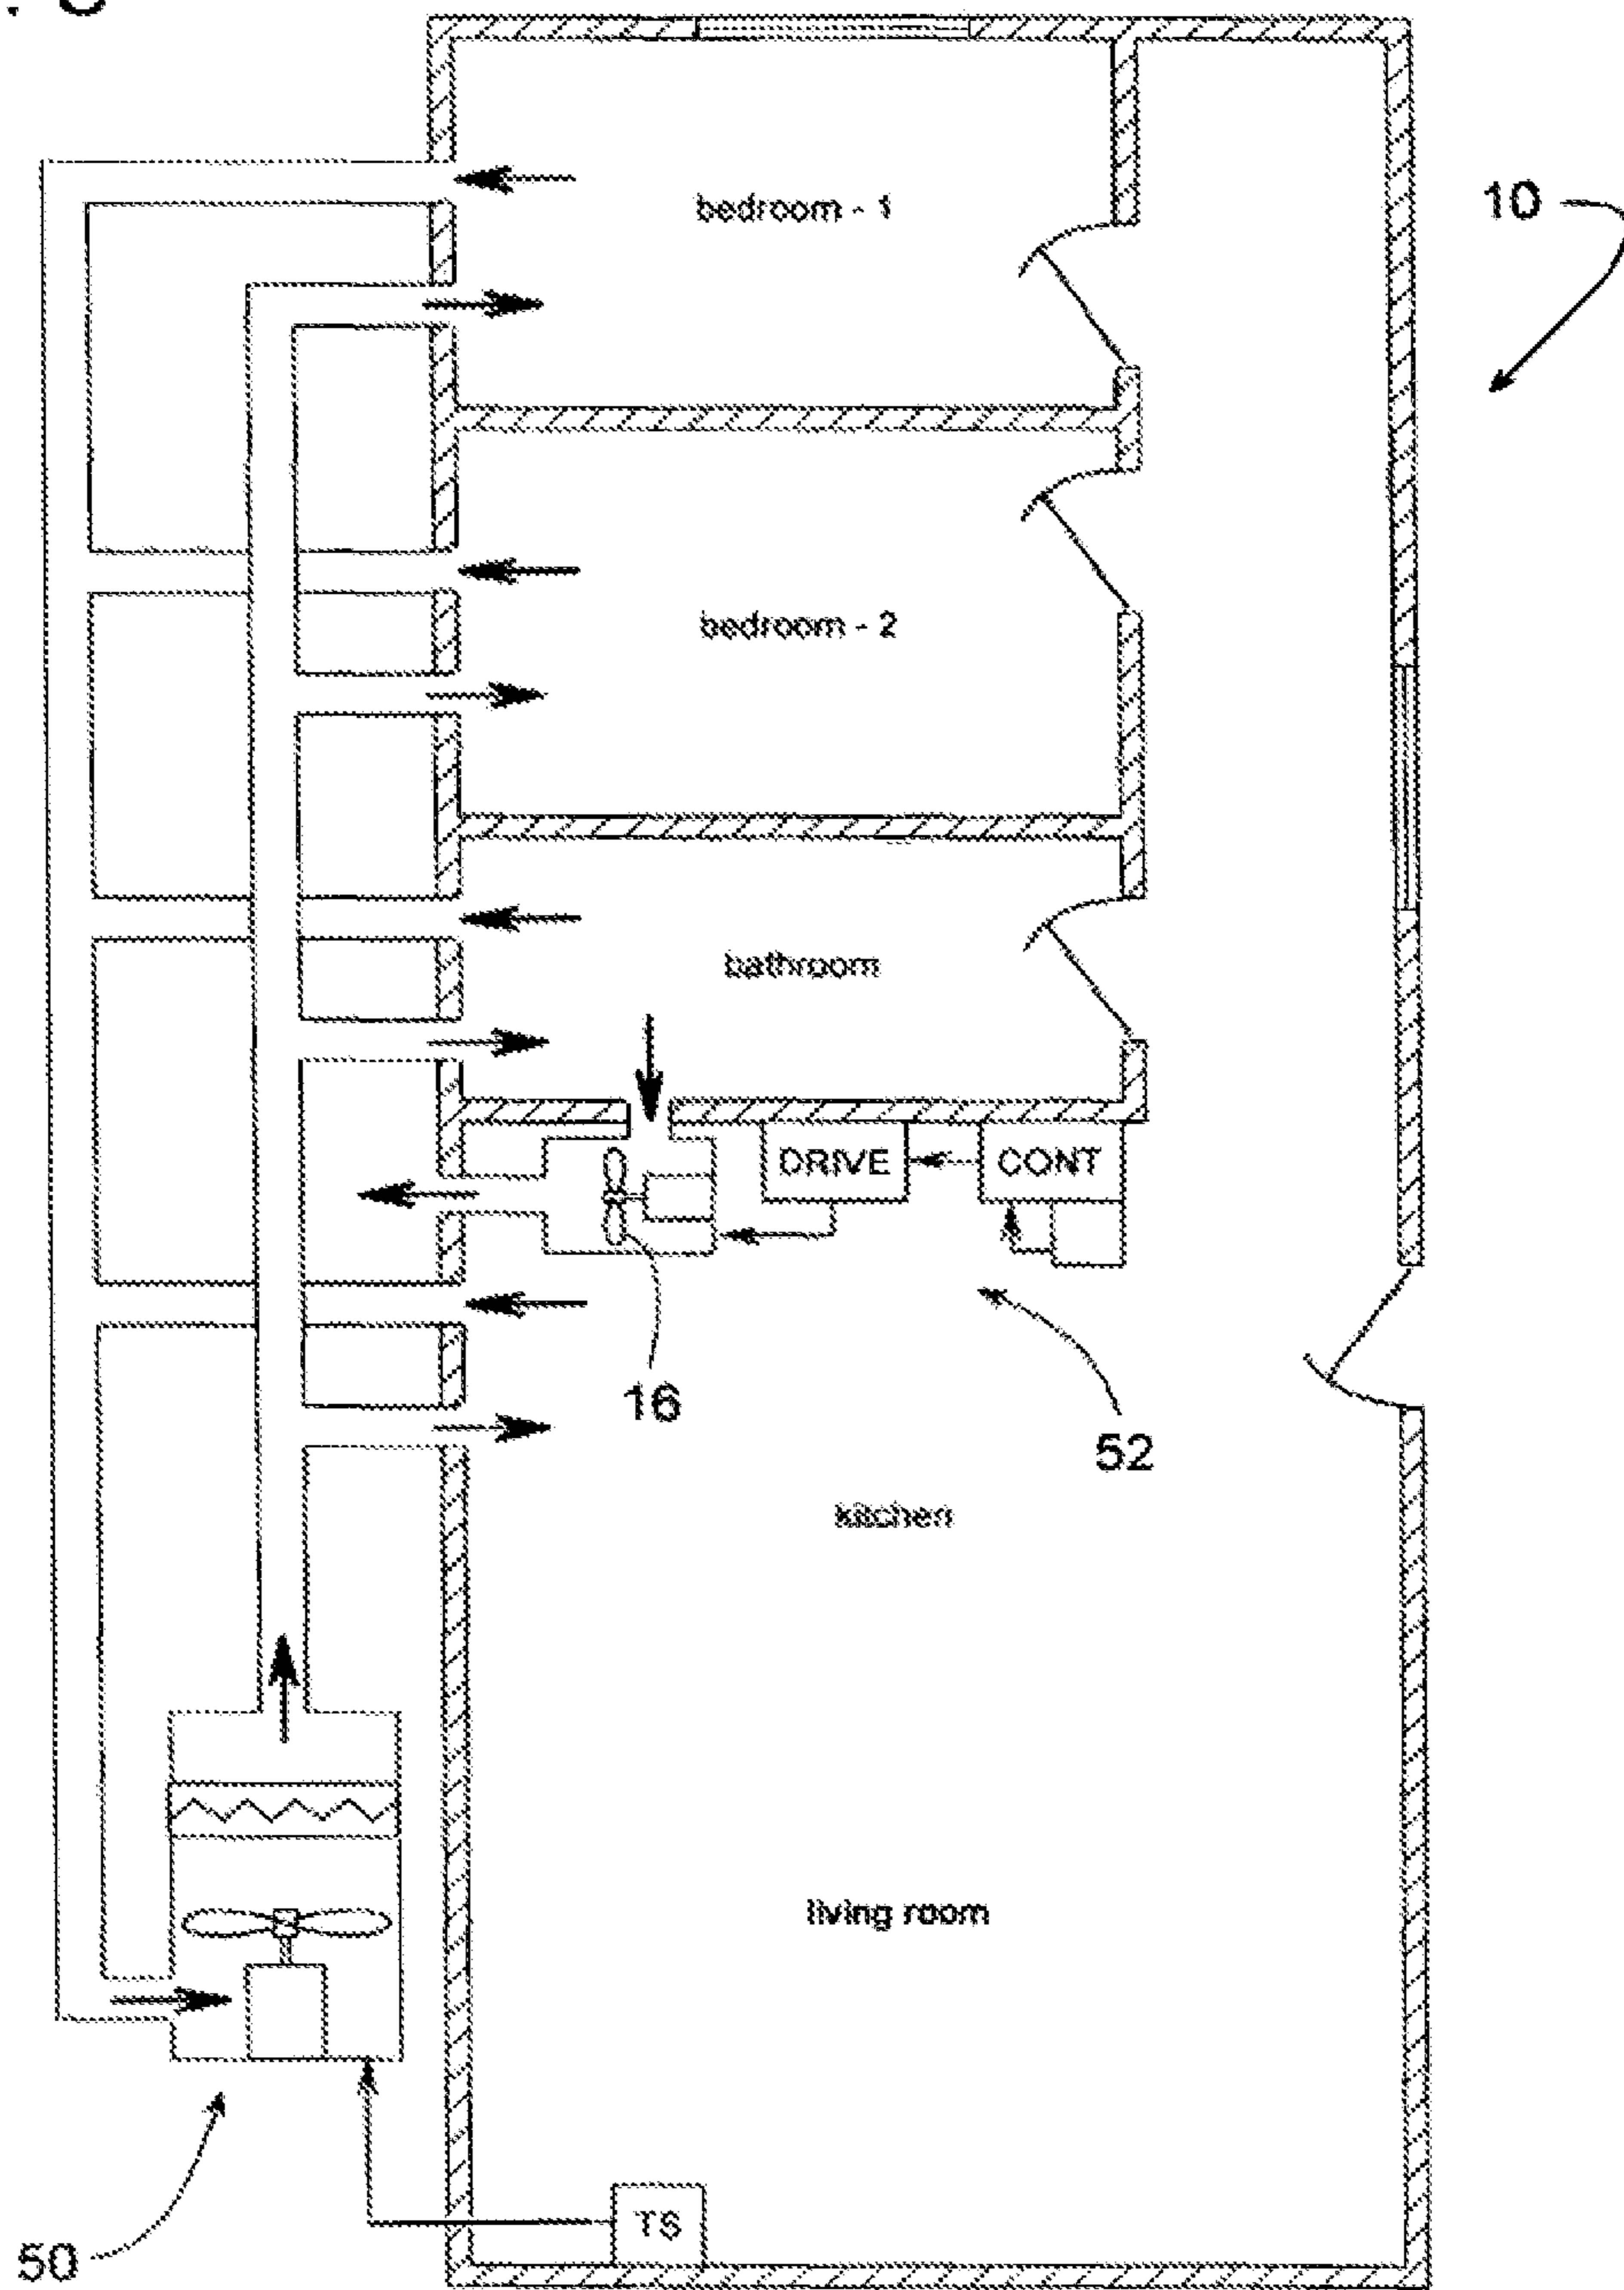 10
bedroom - 1
bedroom - 2
bathroom
DRIVE
CONT
16
52
kitchen
living room
TS
50